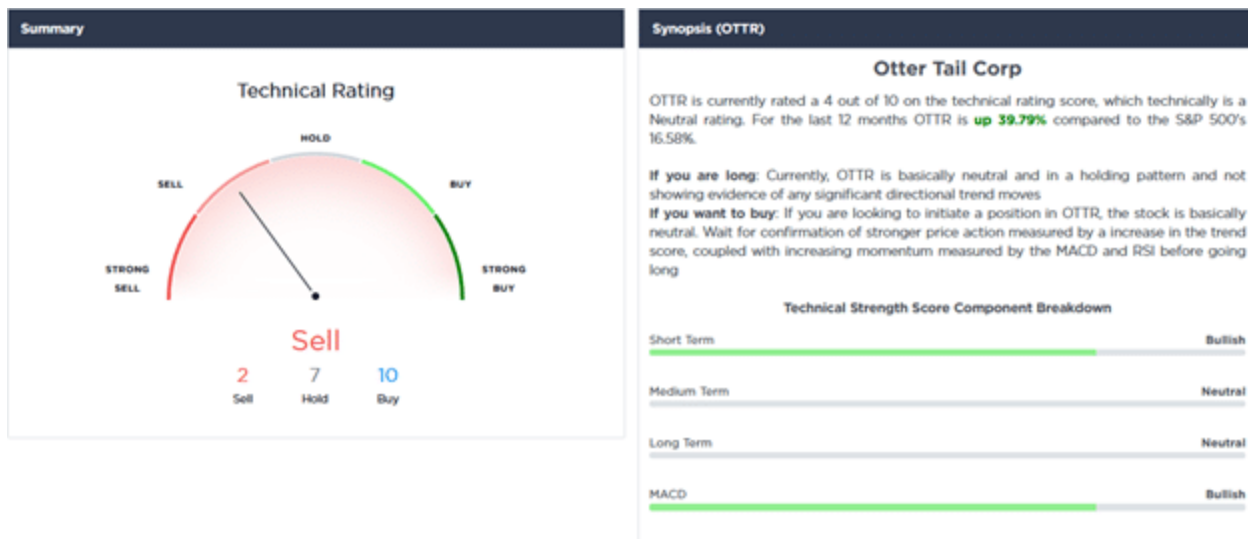 Summary
Technical Rating
HOLD
SELL
BUY
STRONG
SELL
STRONG
BUY
Sell
2 7 10
Sell Hold Buy
Synopsis (OTTR)
Otter Tail Corp
OTTR is currently rated a 4 out of 10 on the technical rating score, which technically is a
Neutral rating. For the last 12 months OTTR is up 39.79% compared to the S&P 500's
16.58%.
If you are long: Currently, OTTR is basically neutral and in a holding pattern and not
showing evidence of any significant directional trend moves
If you want to buy: If you are looking to initiate a position in OTTR, the stock is basically
neutral. Wait for confirmation of stronger price action measured by a increase in the trend
score, coupled with increasing momentum measured by the MACD and RSI before going
long
Technical Strength Score Component Breakdown
Short Term Bullish
Medium Term Neutral
Long Term Neutral
MACD Bullish